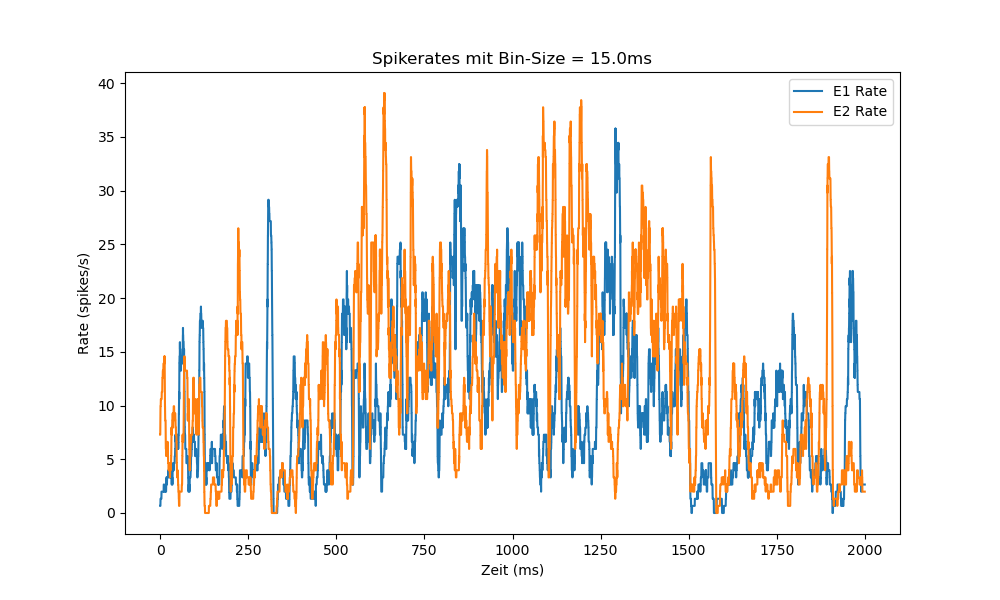 Spikerates mit Bin-Size = 15.0ms
E1 Rate
E2 Rate
Rate (spikes/s)
40
35
30
25
20
15
10
5
0
0 250 500 750 1000 1250 1500 1750 2000
Zeit (ms)